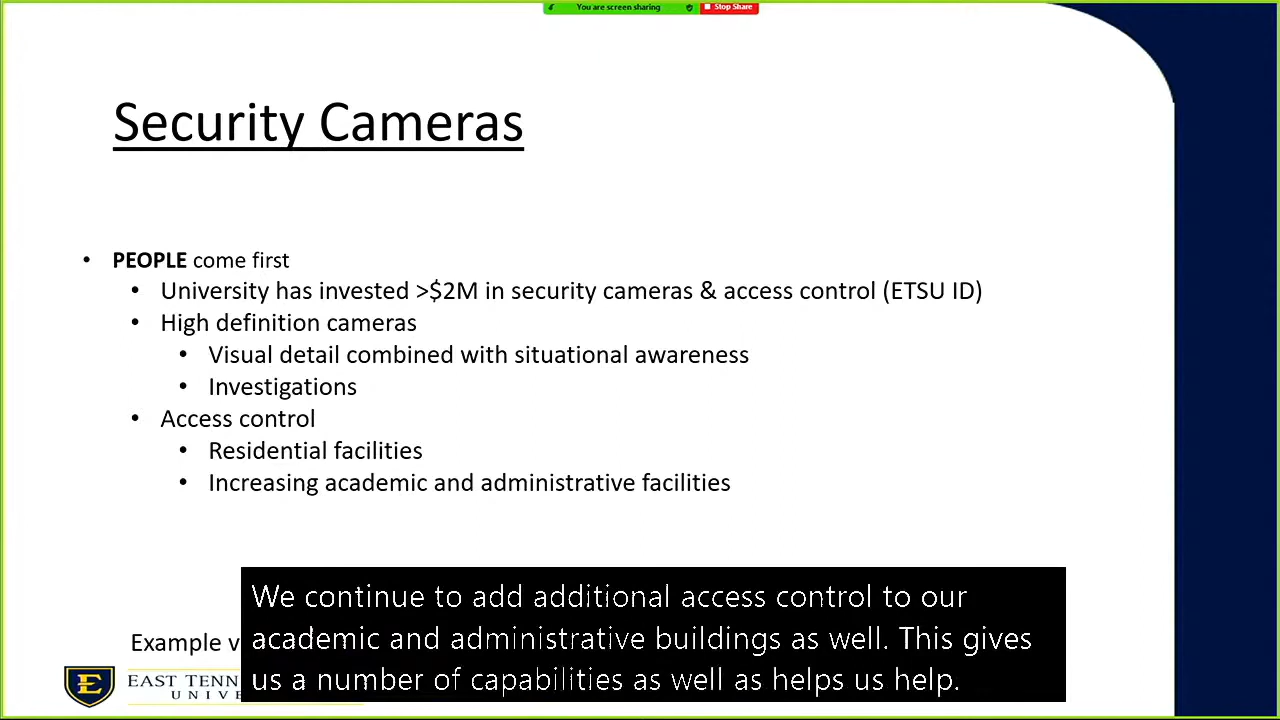 You are screen sharing
Stop Share
Security Cameras
• PEOPLE come first
• University has invested >$2M in security cameras & access control (ETSU ID)
• High definition cameras
• Visual detail combined with situational awareness
• Investigations
• Access control
• Residential facilities
• Increasing academic and administrative facilities
We continue to add additional access control to our
academic and administrative buildings as well. This gives
us a number of capabilities as well as helps us help.
Example
E
EAST